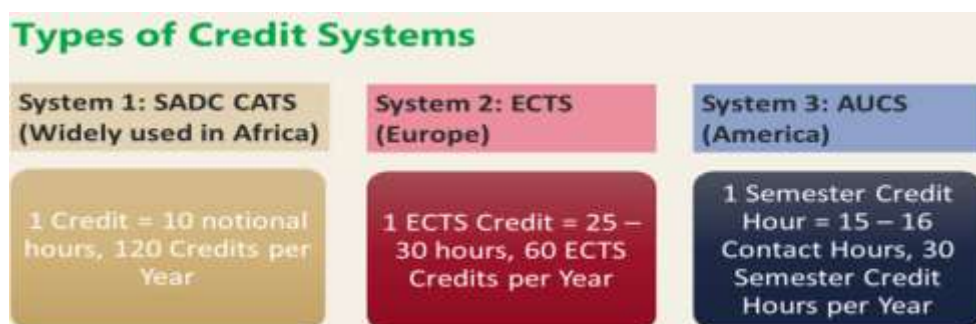 Types of Credit Systems
System 1: SADC CATS
(Widely used in Africa)
1 Credit = 10 notional
hours, 120 Credits per
Year
System 2: ECTS
(Europe)
1 ECTS Credit = 25 –
30 hours, 60 ECTS
Credits per Year
System 3: AUCS
(America)
1 Semester Credit
Hour = 15 – 16
Contact Hours, 30
Semester Credit
Hours per Year